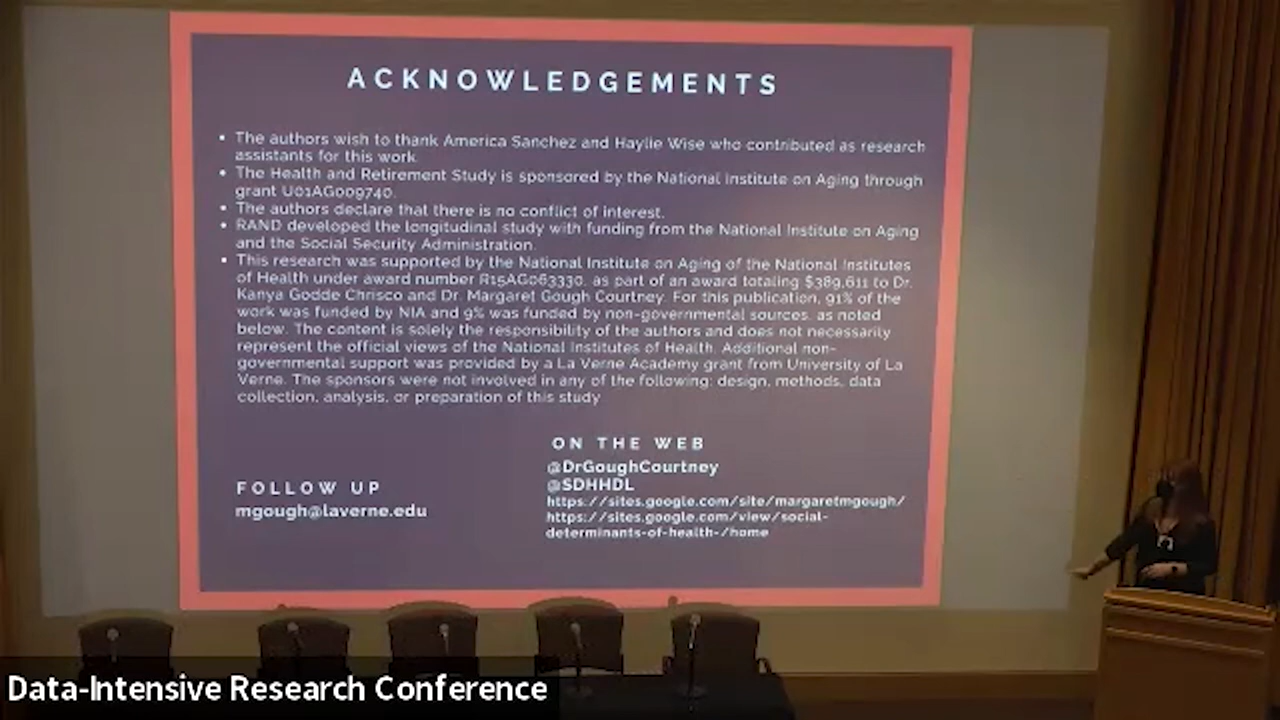 ACKNOWLEDGEMENTS
• The authors wish to thank America Sanchez and Haylie Wise who contributed as research
assistants for this work.
• The Health and Retirement Study is sponsored by the National Institute on Aging through
grant U01AG009740.
• The authors declare that there is no conflict of interest.
• RAND developed the longitudinal study with funding from the National Institute on Aging
and the Social Security Administration.
• This research was supported by the National Institute on Aging of the National Institutes
of Health under award number R15AG063330, as part of an award totaling $389,611 to Dr.
Kanya Godde Chrisco and Dr. Margaret Gough Courtney. For this publication, 91% of the
work was funded by NIA and 9% was funded by non-governmental sources, as noted
below. The content is solely the responsibility of the authors and does not necessarily
represent the official views of the National Institutes of Health. Additional non-
governmental support was provided by a La Verne Academy grant from University of La
Verne. The sponsors were not involved in any of the following: design, methods, data
collection, analysis, or preparation of this study
FOLLOW UP
mgough@laverne.edu
ON THE WEB
@DrGoughCourtney
@SDHHDL
https://sites.google.com/site/margaretmgough/
https://sites.google.com/view/social-
determinants-of-health-/home
Data-Intensive Research Conference